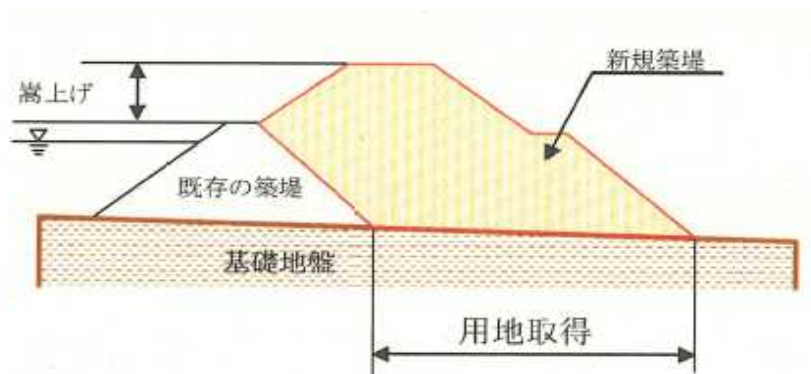 新規築堤
嵩上げ
既存の築堤
基礎地盤
用地取得